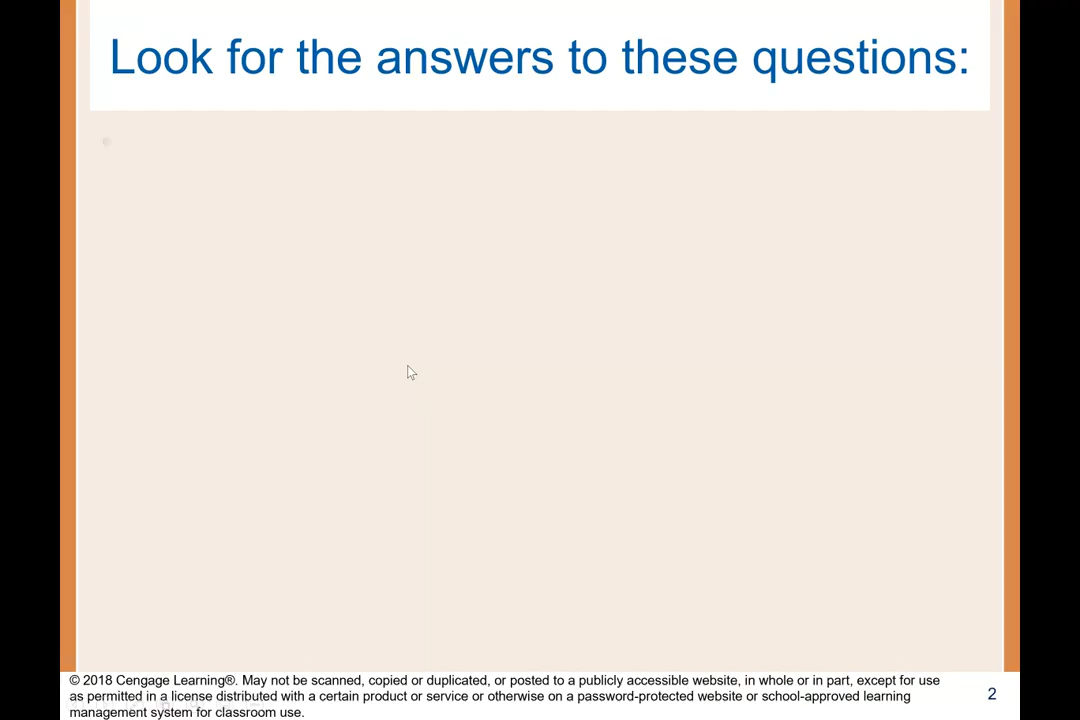 Look for the answers to these questions:
© 2018 Cengage Learning®. May not be scanned, copied or duplicated, or posted to a publicly accessible website, in whole or in part, except for use
as permitted in a license distributed with a certain product or service or otherwise on a password-protected website or school-approved learning
management system for classroom use.
2